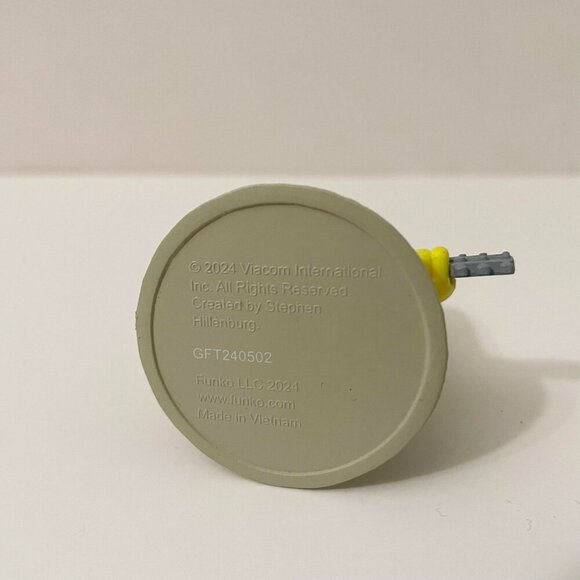 © 2024 Viacom International
Inc. All Rights Reserved
Created by Stephen
Hillenburg.
GFT240502
Funko LLC 2024
www.funko.com
Made in Vietnam